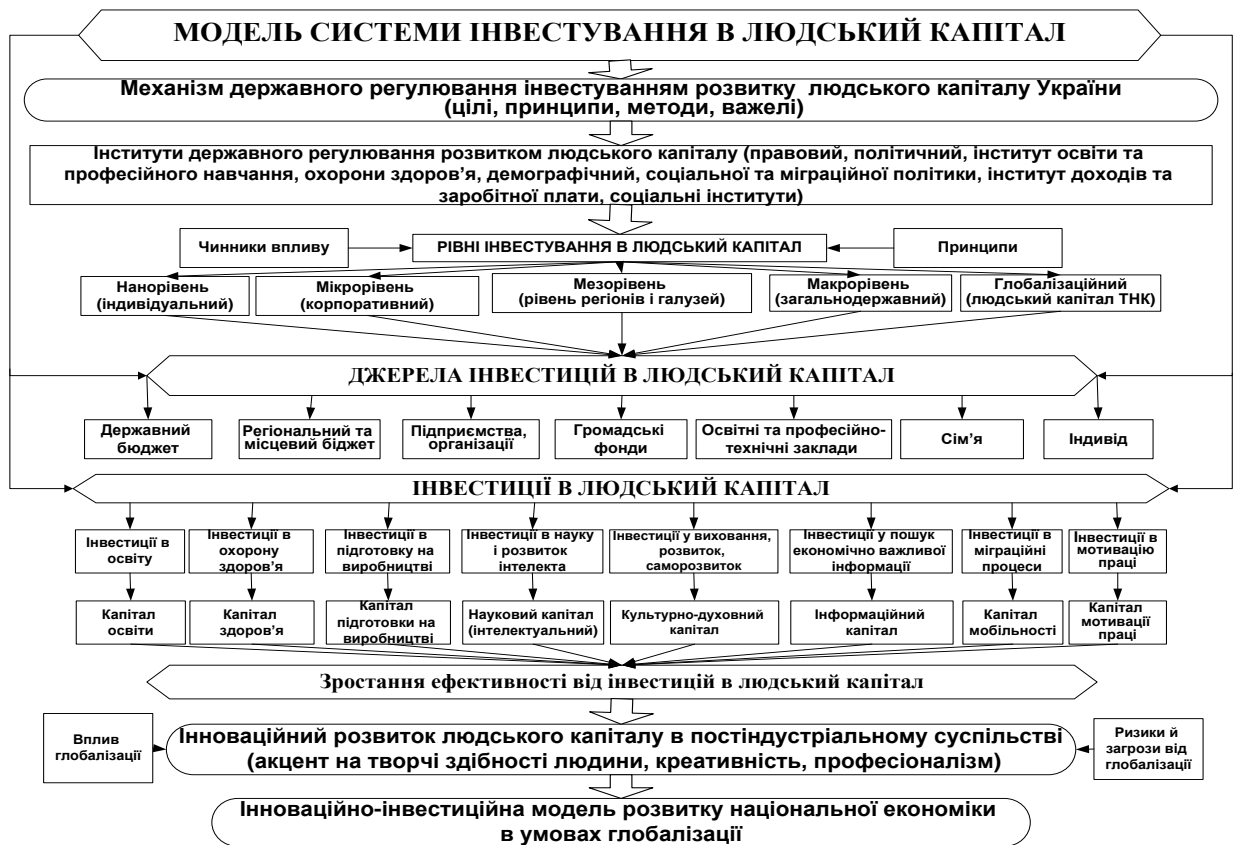 МОДЕЛЬ СИСТЕМИ ІНВЕСТУВАННЯ В ЛЮДСЬКИЙ КАПІТАЛ
Механізм державного регулювання інвестуванням розвитку людського капіталу України
(цілі, принципи, методи, важелі)
Інститути державного регулювання розвитком людського капіталу (правовий, політичний, інститут освіти та
професійного навчання, охорони здоров’я, демографічний, соціальної та міграційної політики, інститут доходів та
заробітної плати, соціальні інститути)
Чинники впливу
РІВНІ ІНВЕСТУВАННЯ В ЛЮДСЬКИЙ КАПІТАЛ
Принципи
Нанорівень
(індивідуальний)
Мікрорівень
(корпоративний)
Мезорівень
(рівень регіонів і галузей)
Макрорівень
(загальнодержавний)
Глобалізаційний
(людський капітал ТНК)
ДЖЕРЕЛА ІНВЕСТИЦІЙ В ЛЮДСЬКИЙ КАПІТАЛ
Державний
бюджет
Регіональний та
місцевий біджет
Підприємства,
організації
Громадські
фонди
Освітні та професійно-
технічні заклади
Сім’я
Індивід
ІНВЕСТИЦІЇ В ЛЮДСЬКИЙ КАПІТАЛ
Інвестиції в
освіту
Інвестиції в
охорону
здоров’я
Інвестиції в
підготовку на
виробництві
Інвестиції в науку
і розвиток
інтелекта
Інвестиції у виховання,
розвиток,
саморозвиток
Інвестиції у пошук
економічно важливої
інформації
Інвестиції в
міграційні
процеси
Інвестиції в
мотивацію
праці
Капітал
освіти
Капітал
здоров’я
Капітал
підготовки на
виробництві
Науковий капітал
(інтелектуальний)
Культурно-духовний
капітал
Інформаційний
капітал
Капітал
мобільності
Капітал
мотивації
праці
Зростання ефективності від інвестицій в людський капітал
Вплив
глобалізації
Інноваційний розвиток людського капіталу в постіндустріальному суспільстві
(акцент на творчі здібності людини, креативність, професіоналізм)
Ризики й
загрози від
глобалізації
Інноваційно-інвестиційна модель розвитку національної економіки
в умовах глобалізації